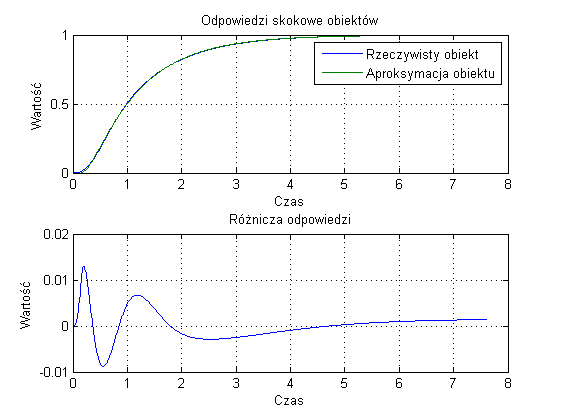 Odpowiedzi skokowe obiektów
1
0.5
0
Wartość
Rzeczywisty obiekt
Aproksymacja obiektu
0 1 2 3 4 5 6 7 8
Czas
Różnicza odpowiedzi
0.02
0.01
0
-0.01
Wartość
0 1 2 3 4 5 6 7 8
Czas